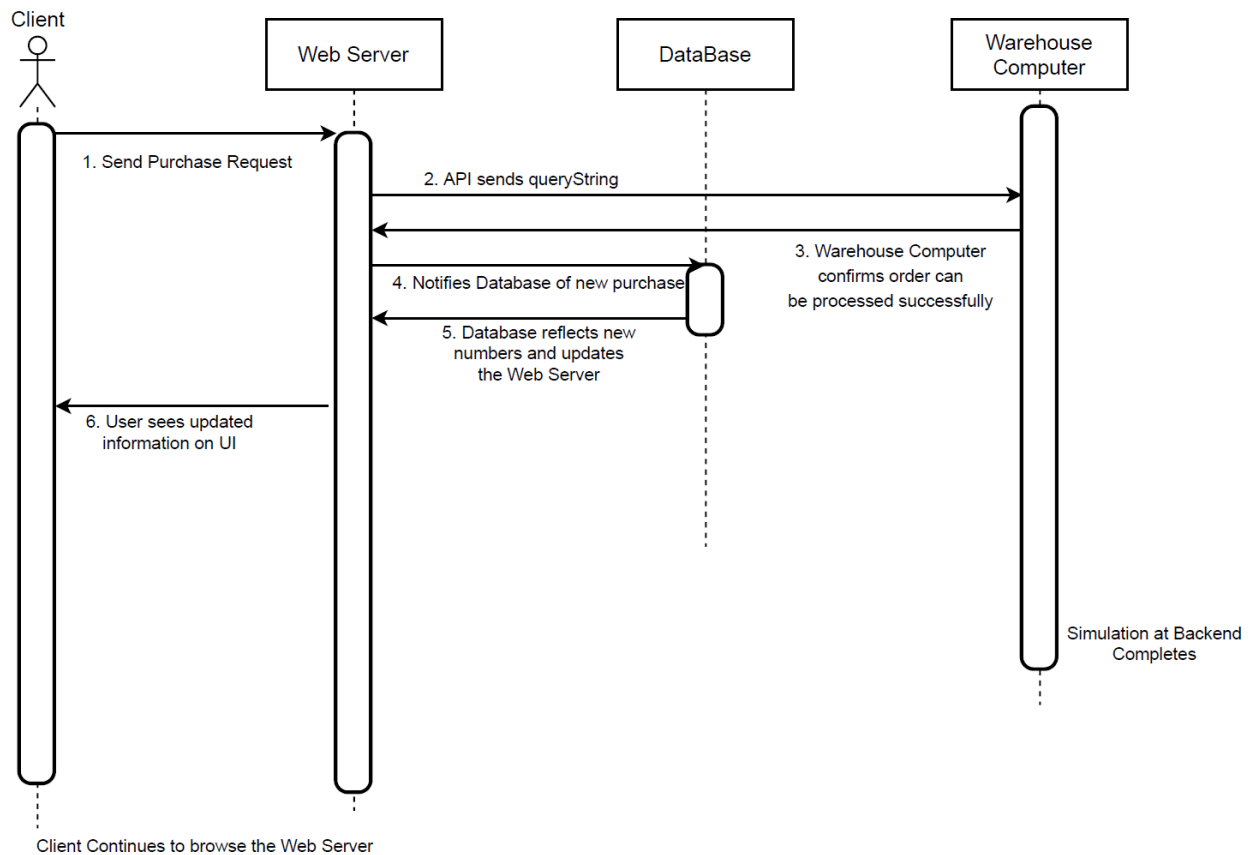 Client
Web Server
DataBase
Warehouse
Computer
1. Send Purchase Request
2. API sends queryString
3. Warehouse Computer
confirms order can
be processed successfully
4. Notifies Database of new purchase
5. Database reflects new
numbers and updates
the Web Server
6. User sees updated
information on UI
Simulation at Backend
Completes
Client Continues to browse the Web Server